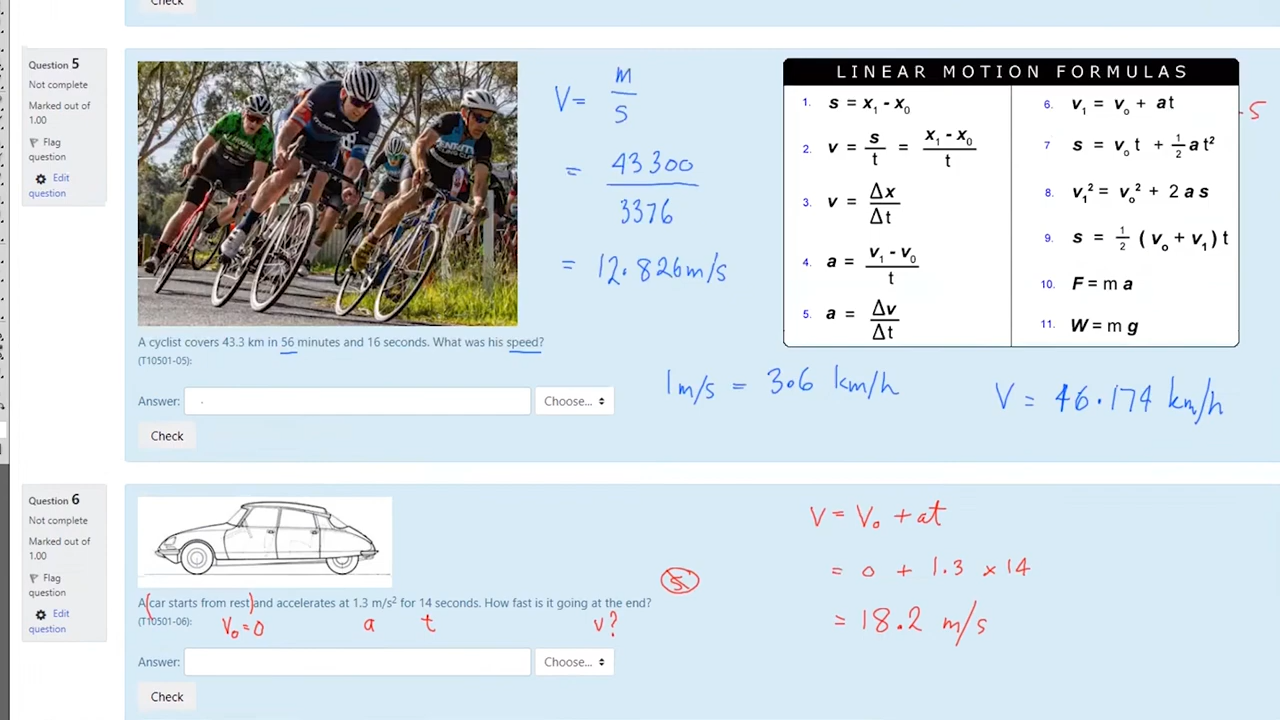 Check
Question 5
Not complete
Marked out of
1.00
Flag
question
Edit
question
V = m/s
= 43300/3376
= 12.826 m/s
LINEAR MOTION FORMULAS
1. s = x₁ - x₀
2. v = s/t = (x₁ - x₀)/t
3. v = Δx/Δt
4. a = (v₁ - v₀)/t
5. a = Δv/Δt
6. v₁ = v₀ + at
7 s = v₀ t + ½ at²
8. v₁² = v₀² + 2 a s
9. s = ½ (v₀ + v₁) t
10. F = m a
11. W = m g
- 5
A cyclist covers 43.3 km in 56 minutes and 16 seconds. What was his speed?
(T10501-05):
Answer:
Choose...
Check
1 m/s = 3.6 km/h
V = 46.174 km/h
Question 6
Not complete
Marked out of
1.00
Flag
question
Edit
question
A (car starts from rest) and accelerates at 1.3 m/s² for 14 seconds. How fast is it going at the end?
(T10501-06):
V₀ = 0 a t v?
S
V = V₀ + at
= 0 + 1.3 × 14
= 18.2 m/s
Answer:
Choose...
Check